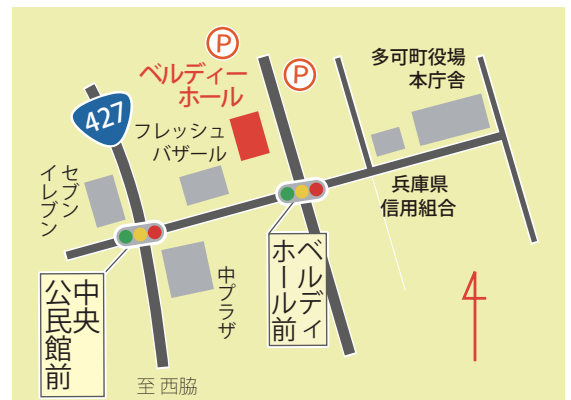 P
P
ベルディー
ホール
多可町役場
本庁舎
427
フレッシュ
バザール
セブン
イレブン
兵庫県
信用組合
ベルディ
ホール前
中央
公民館前
中プラザ
至 西脇